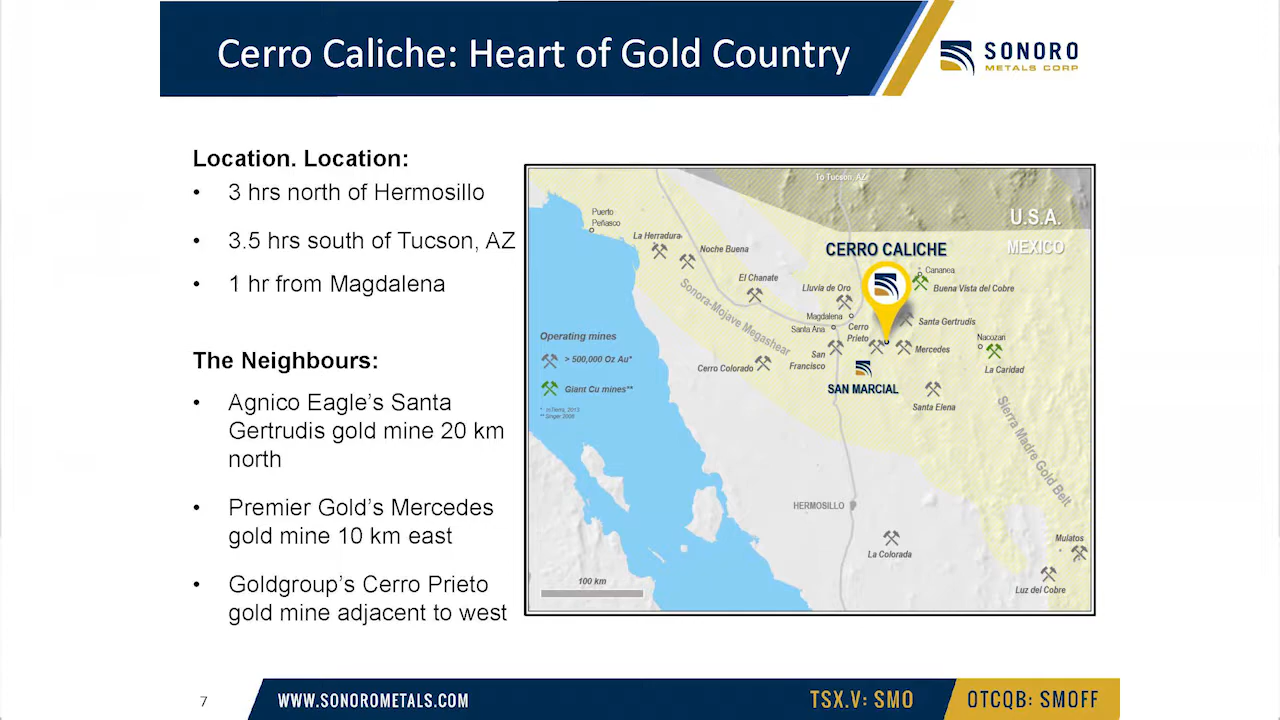 Cerro Caliche: Heart of Gold Country
SONORO
METALS CORP
Location. Location:
• 3 hrs north of Hermosillo
• 3.5 hrs south of Tucson, AZ
• 1 hr from Magdalena
The Neighbours:
• Agnico Eagle's Santa
Gertrudis gold mine 20 km
north
• Premier Gold's Mercedes
gold mine 10 km east
• Goldgroup's Cerro Prieto
gold mine adjacent to west
To Tucson, AZ
U.S.A.
MEXICO
Puerto
Peñasco
La Herradura
Noche Buena
CERRO CALICHE
El Chanate
Lluvia de Oro
Cananea
Buena Vista del Cobre
Sonora-Mojave Megashear
Magdalena
Santa Ana
Cerro
Prieto
Santa Gertrudis
Nacozari
Operating mines
> 500,000 Oz Au*
Giant Cu mines**
San
Francisco
Mercedes
Cerro Colorado
La Caridad
SAN MARCIAL
Santa Elena
Sierra Madre Gold Belt
HERMOSILLO
La Colorada
Mulatos
Luz del Cobre
100 km
7
WWW.SONOROMETALS.COM
TSX.V: SMO
OTCQB: SMOFF